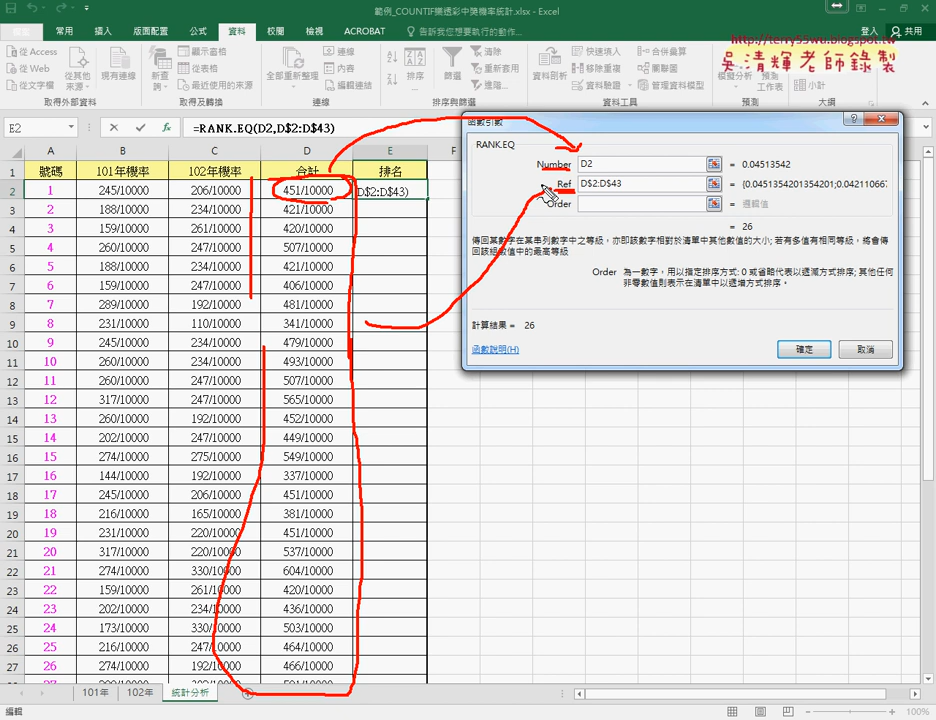 範例_COUNTIF樂透彩中獎機率統計.xlsx - Excel
常用 插入 版面配置 公式 資料 校閱 檢視 ACROBAT 告訴我您想要執行的動作... 登入 共用
http://terry55wu.blogspot.tw
吳清輝老師錄製
從 Access
從 Web
從文字檔
從其他來源
現有連線
取得外部資料
新查詢
顯示查詢
從表格
最近使用的來源
取得及轉換
全部重新整理
連線
內容
編輯連結
連線
排序
篩選
清除
重新套用
進階...
排序與篩選
資料剖析
快速填入
移除重複
資料驗證
合併彙算
關聯圖
管理資料模型
資料工具
模擬分析
預測工作表
預測
小計
大綱
E2 =RANK.EQ(D2,D$2:D$43)
A B C D E F
1 號碼 101年機率 102年機率 合計 排名
2 1 245/10000 206/10000 451/10000 D$2:D$43)
3 2 188/10000 234/10000 421/10000
4 3 159/10000 261/10000 420/10000
5 4 260/10000 247/10000 507/10000
6 5 188/10000 234/10000 421/10000
7 6 159/10000 247/10000 406/10000
8 7 289/10000 192/10000 481/10000
9 8 231/10000 110/10000 341/10000
10 9 245/10000 234/10000 479/10000
11 10 260/10000 234/10000 493/10000
12 11 260/10000 247/10000 507/10000
13 12 317/10000 247/10000 565/10000
14 13 260/10000 192/10000 452/10000
15 14 202/10000 247/10000 449/10000
16 15 274/10000 275/10000 549/10000
17 16 144/10000 192/10000 337/10000
18 17 245/10000 206/10000 451/10000
19 18 216/10000 165/10000 381/10000
20 19 231/10000 220/10000 451/10000
21 20 317/10000 220/10000 537/10000
22 21 274/10000 330/10000 604/10000
23 22 159/10000 261/10000 420/10000
24 23 202/10000 234/10000 436/10000
25 24 173/10000 330/10000 503/10000
26 25 216/10000 247/10000 464/10000
27 26 274/10000 192/10000 466/10000
函數引數
RANK.EQ
Number D2 = 0.04513542
Ref D$2:D$43 = {0.0451354201354201;0.04211066
Order = 邏輯值
= 26
傳回某數字在某串列數字中之等級，亦即該數字相對於清單中其他數值的大小; 若有多值有相同等級，將會傳
回該組數值中的最高等級
Order 為一數字，用以指定排序方式: 0 或省略代表以遞減方式排序; 其他任何
非零數值則表示在清單中以遞增方式排序。
計算結果 = 26
函數說明(H)
確定 取消
101年 102年 統計分析
編輯 100%